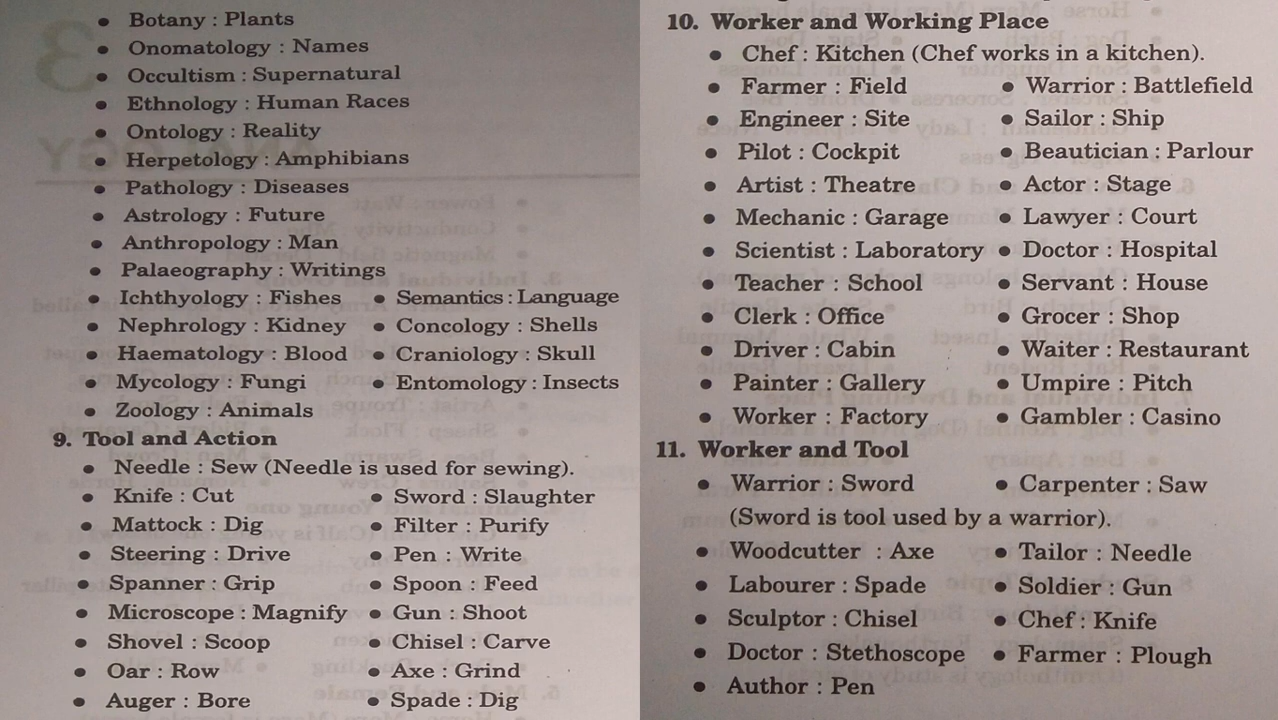 Botany : Plants
Onomatology : Names
Occultism : Supernatural
Ethnology : Human Races
Ontology : Reality
Herpetology : Amphibians
Pathology : Diseases
Astrology : Future
Anthropology : Man
Palaeography : Writings
Ichthyology : Fishes • Semantics : Language
Nephrology : Kidney • Concology : Shells
Haematology : Blood • Craniology : Skull
Mycology : Fungi • Entomology : Insects
Zoology : Animals
9. Tool and Action
Needle : Sew (Needle is used for sewing).
Knife : Cut • Sword : Slaughter
Mattock : Dig • Filter : Purify
Steering : Drive • Pen : Write
Spanner : Grip • Spoon : Feed
Microscope : Magnify • Gun : Shoot
Shovel : Scoop • Chisel : Carve
Oar : Row • Axe : Grind
Auger : Bore • Spade : Dig
10. Worker and Working Place
Chef : Kitchen (Chef works in a kitchen).
Farmer : Field • Warrior : Battlefield
Engineer : Site • Sailor : Ship
Pilot : Cockpit • Beautician : Parlour
Artist : Theatre • Actor : Stage
Mechanic : Garage • Lawyer : Court
Scientist : Laboratory • Doctor : Hospital
Teacher : School • Servant : House
Clerk : Office • Grocer : Shop
Driver : Cabin • Waiter : Restaurant
Painter : Gallery • Umpire : Pitch
Worker : Factory • Gambler : Casino
11. Worker and Tool
Warrior : Sword • Carpenter : Saw
(Sword is tool used by a warrior).
Woodcutter : Axe • Tailor : Needle
Labourer : Spade • Soldier : Gun
Sculptor : Chisel • Chef : Knife
Doctor : Stethoscope • Farmer : Plough
Author : Pen